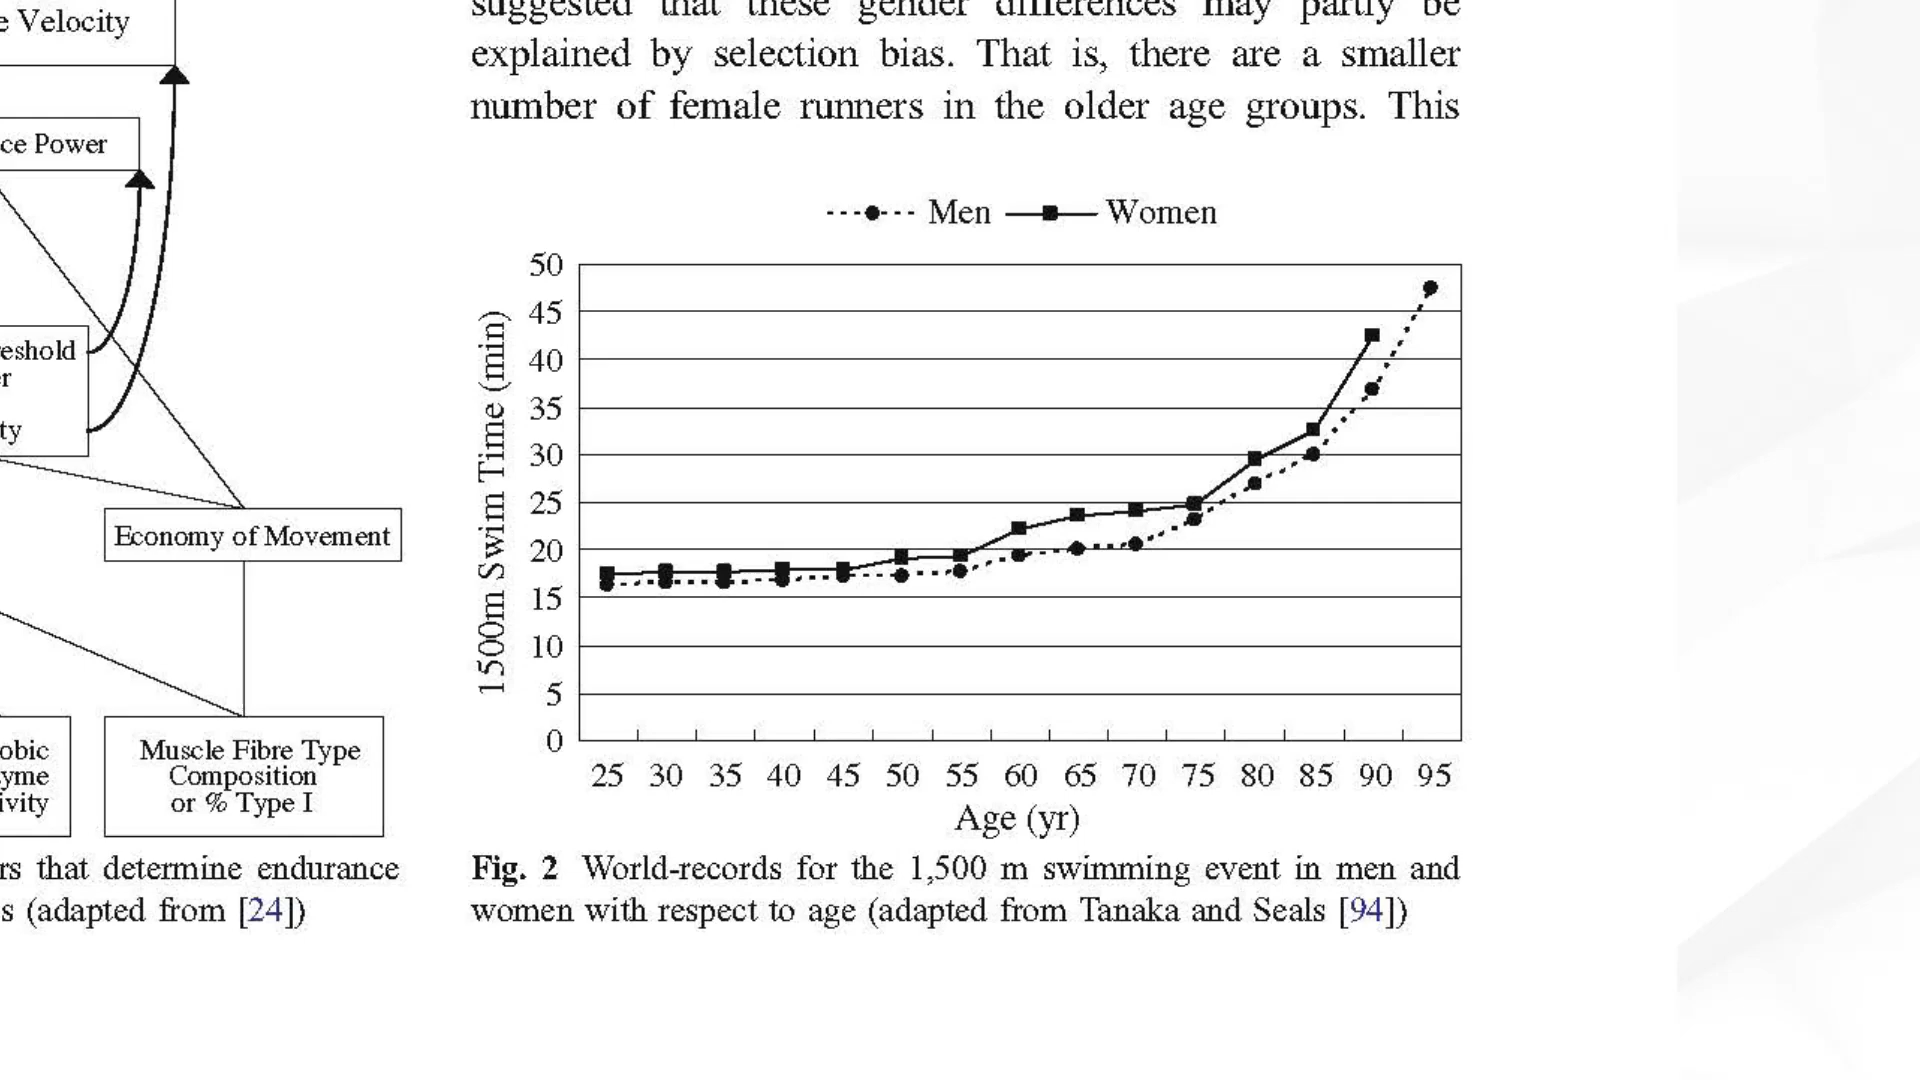 e Velocity
ce Power
eshold
er
ty
Economy of Movement
obic
yme
ivity
Muscle Fibre Type
Composition
or % Type I
rs that determine endurance
s (adapted from [24])
suggested that these gender differences may partly be
explained by selection bias. That is, there are a smaller
number of female runners in the older age groups. This
Men Women
50
45
40
35
30
25
20
15
10
5
0
1500m Swim Time (min)
25 30 35 40 45 50 55 60 65 70 75 80 85 90 95
Age (yr)
Fig. 2 World-records for the 1,500 m swimming event in men and
women with respect to age (adapted from Tanaka and Seals [94])